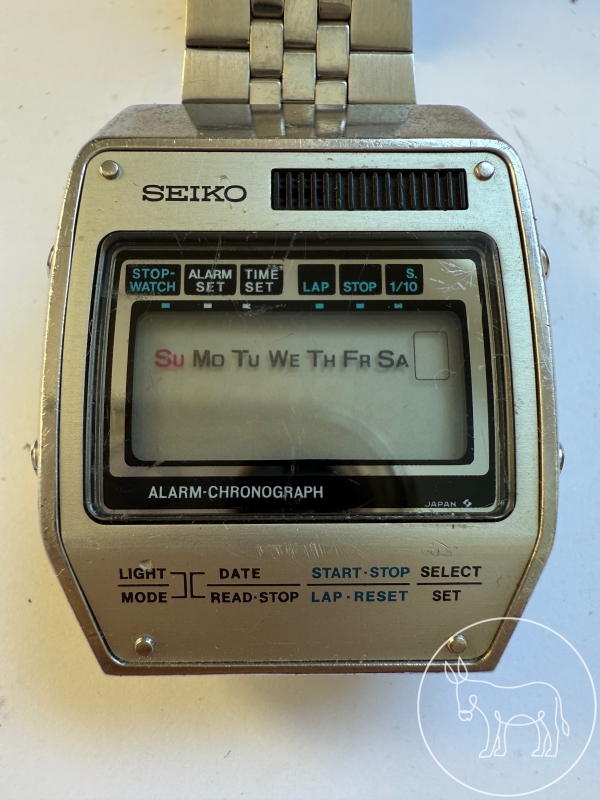 SEIKO
STOP-WATCH ALARM SET TIME SET LAP STOP S. 1/10
Su Mo Tu We Th Fr Sa
ALARM-CHRONOGRAPH
JAPAN
LIGHT DATE START·STOP SELECT
MODE READ·STOP LAP·RESET SET